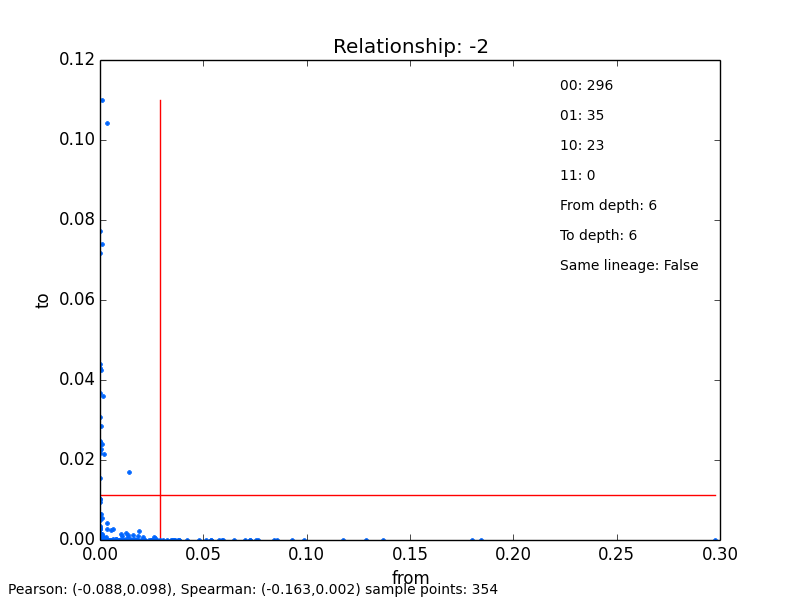 Relationship: -2
0.12
0.10
0.08
0.06
0.04
0.02
0.00
to
00: 296
01: 35
10: 23
11: 0
From depth: 6
To depth: 6
Same lineage: False
0.00 0.05 0.10 0.15 0.20 0.25 0.30
from
Pearson: (-0.088,0.098), Spearman: (-0.163,0.002) sample points: 354